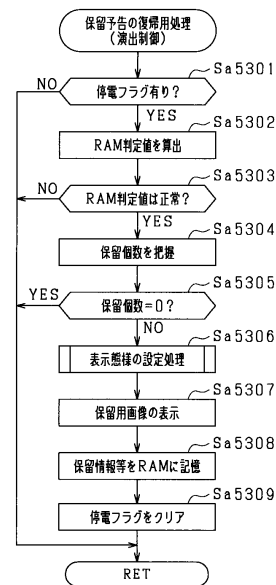 保留予告の復帰用処理
(演出制御)
Sa5301
NO
停電フラグ有り?
YES
Sa5302
RAM判定値を算出
Sa5303
NO
RAM判定値は正常?
YES
Sa5304
保留個数を把握
Sa5305
YES
保留個数=0?
NO
Sa5306
表示態様の設定処理
Sa5307
保留用画像の表示
Sa5308
保留情報等をRAMに記憶
Sa5309
停電フラグをクリア
RET